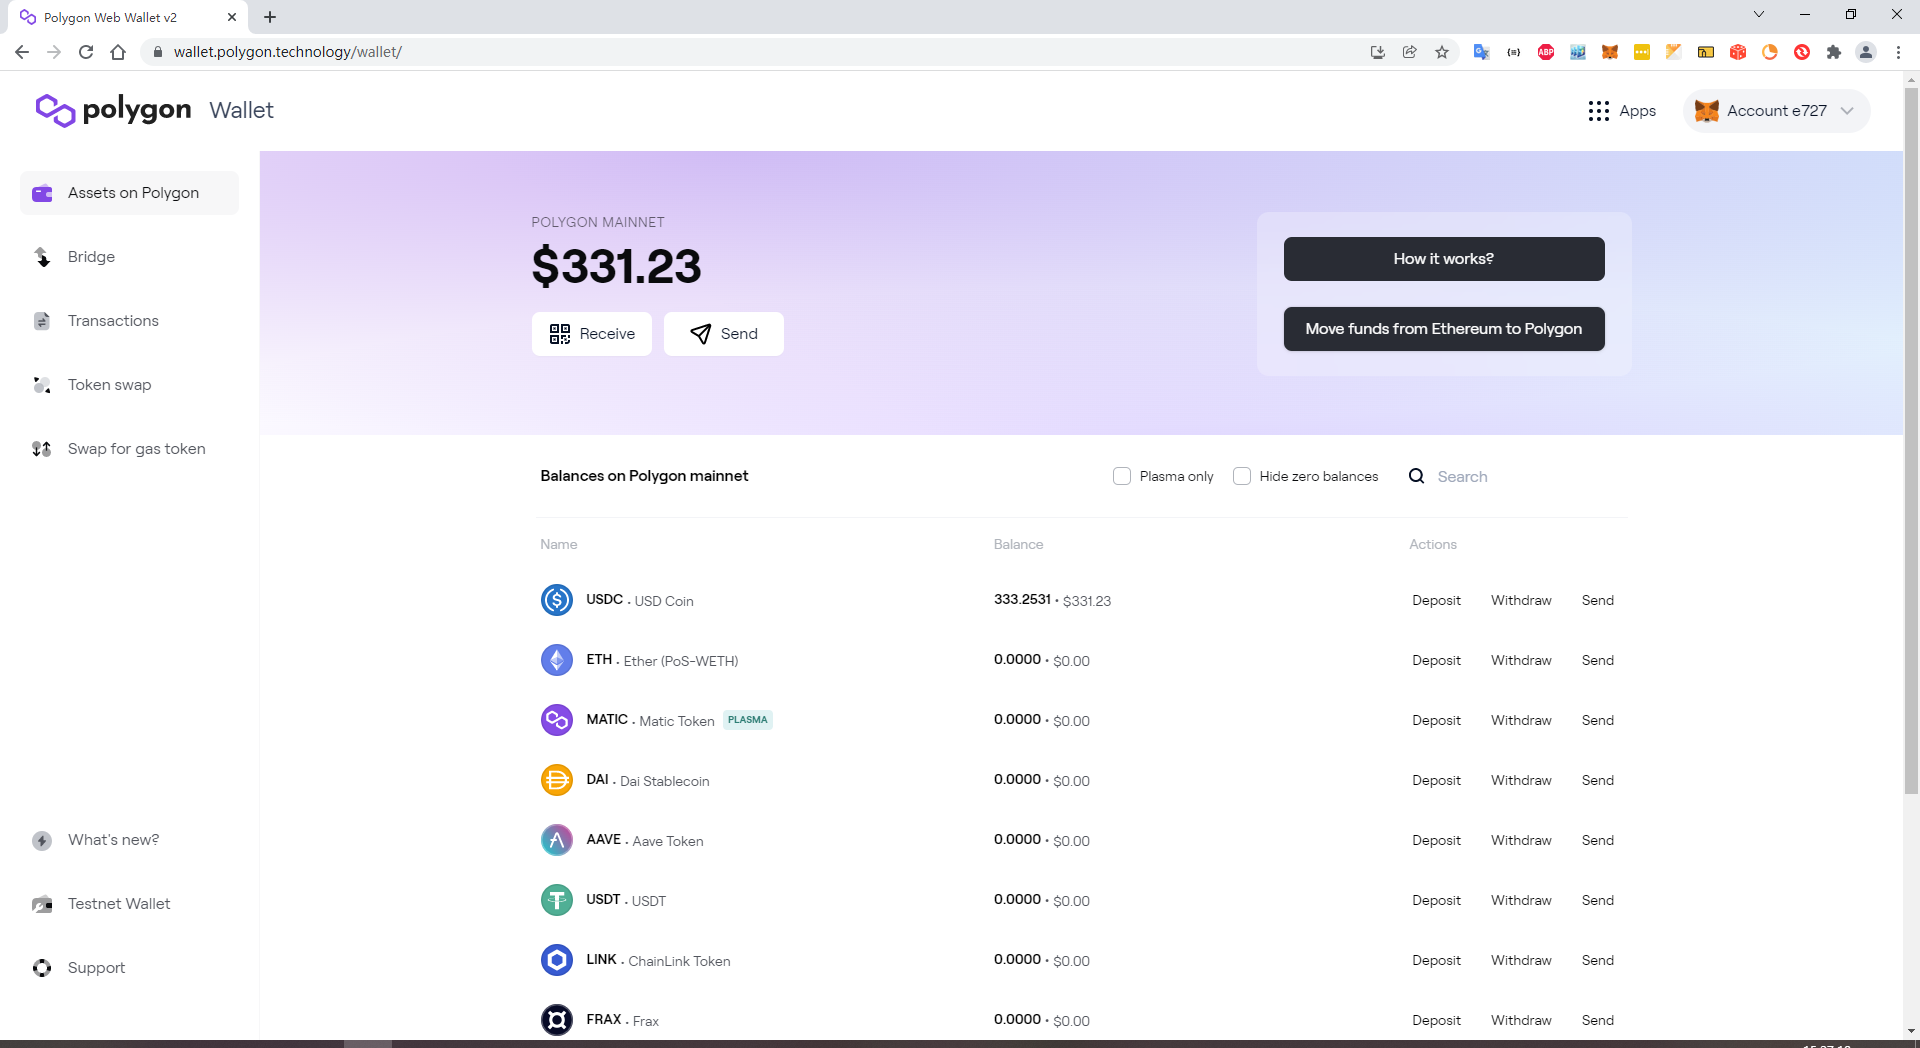 Polygon Web Wallet v2
wallet.polygon.technology/wallet/
ABP
polygon Wallet
Apps
Account e727
Assets on Polygon
Bridge
Transactions
Token swap
Swap for gas token
What's new?
Testnet Wallet
Support
POLYGON MAINNET
$331.23
Receive Send
How it works?
Move funds from Ethereum to Polygon
Balances on Polygon mainnet Plasma only Hide zero balances Search
Name Balance Actions
USDC . USD Coin 333.2531 • $331.23 Deposit Withdraw Send
ETH . Ether (PoS-WETH) 0.0000 • $0.00 Deposit Withdraw Send
MATIC . Matic Token PLASMA 0.0000 • $0.00 Deposit Withdraw Send
DAI . Dai Stablecoin 0.0000 • $0.00 Deposit Withdraw Send
AAVE . Aave Token 0.0000 • $0.00 Deposit Withdraw Send
USDT . USDT 0.0000 • $0.00 Deposit Withdraw Send
LINK . ChainLink Token 0.0000 • $0.00 Deposit Withdraw Send
FRAX . Frax 0.0000 • $0.00 Deposit Withdraw Send